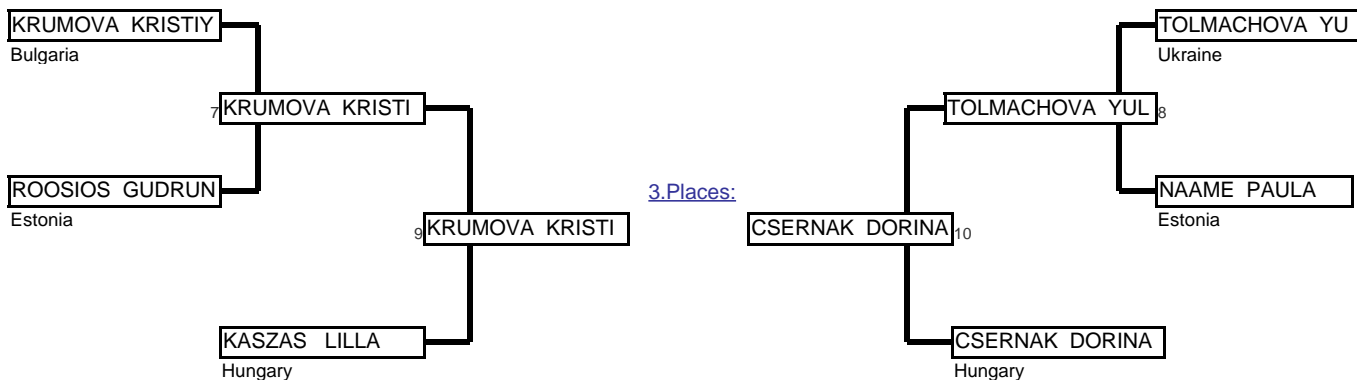 KRUMOVA KRISTIY
Bulgaria
7 KRUMOVA KRISTI
ROOSIOS GUDRUN
Estonia
9 KRUMOVA KRISTI
KASZAS LILLA
Hungary
3.Places:
TOLMACHOVA YU
Ukraine
TOLMACHOVA YUL 8
NAAME PAULA
Estonia
CSERNAK DORINA 10
CSERNAK DORINA
Hungary